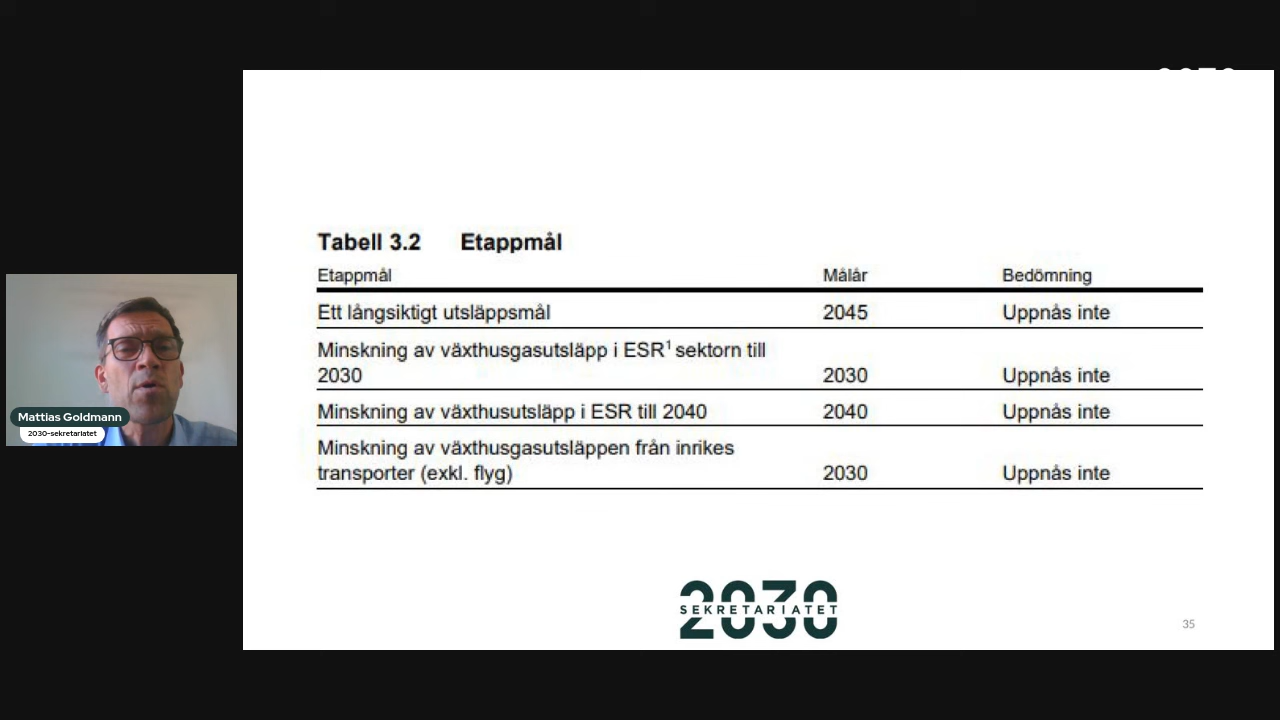 Tabell 3.2 Etappmål
Etappmål Målår Bedömning
Ett långsiktigt utsläppsmål 2045 Uppnås inte
Minskning av växthusgasutsläpp i ESR¹ sektorn till
2030 2030 Uppnås inte
Minskning av växthusutsläpp i ESR till 2040 2040 Uppnås inte
Minskning av växthusgasutsläppen från inrikes
transporter (exkl. flyg) 2030 Uppnås inte
Mattias Goldmann
2030-sekretariatet
2030
SEKRETARIATET
35